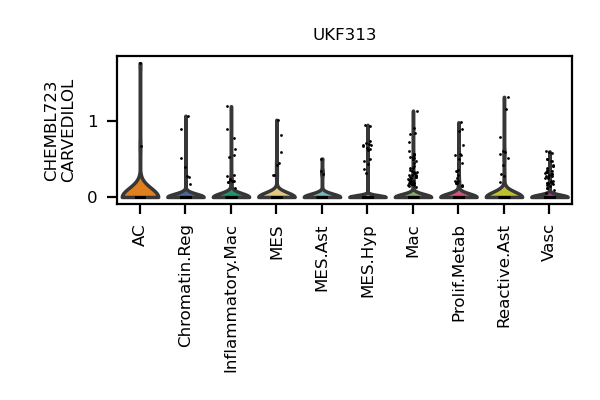 UKF313
CHEMBL723
CARVEDILOL
1
0
AC
Chromatin.Reg
Inflammatory.Mac
MES
MES.Ast
MES.Hyp
Mac
Prolif.Metab
Reactive.Ast
Vasc